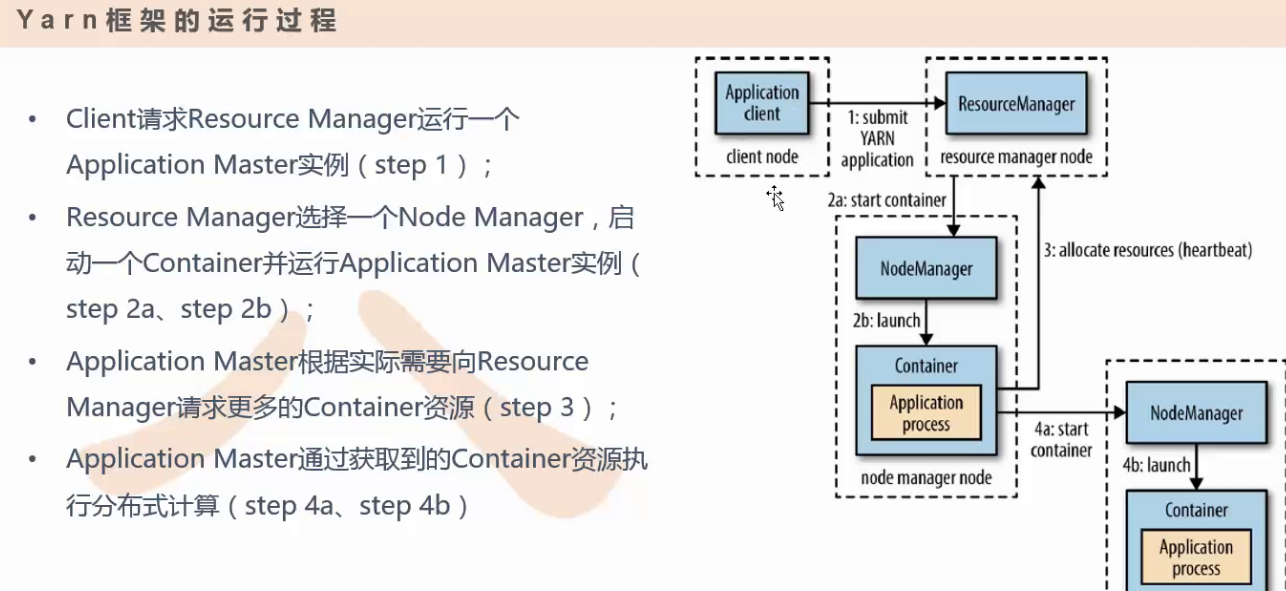 Yarn框架的运行过程
• Client请求Resource Manager运行一个
Application Master实例（step 1）；
• Resource Manager选择一个Node Manager，启
动一个Container并运行Application Master实例（
step 2a、step 2b）；
• Application Master根据实际需要向Resource
Manager请求更多的Container资源（step 3）；
• Application Master通过获取到的Container资源执
行分布式计算（step 4a、step 4b）
Application
client
client node
1: submit
YARN
application
ResourceManager
resource manager node
2a: start container
3: allocate resources (heartbeat)
NodeManager
2b: launch
Container
Application
process
node manager node
4a: start
container
NodeManager
4b: launch
Container
Application
process